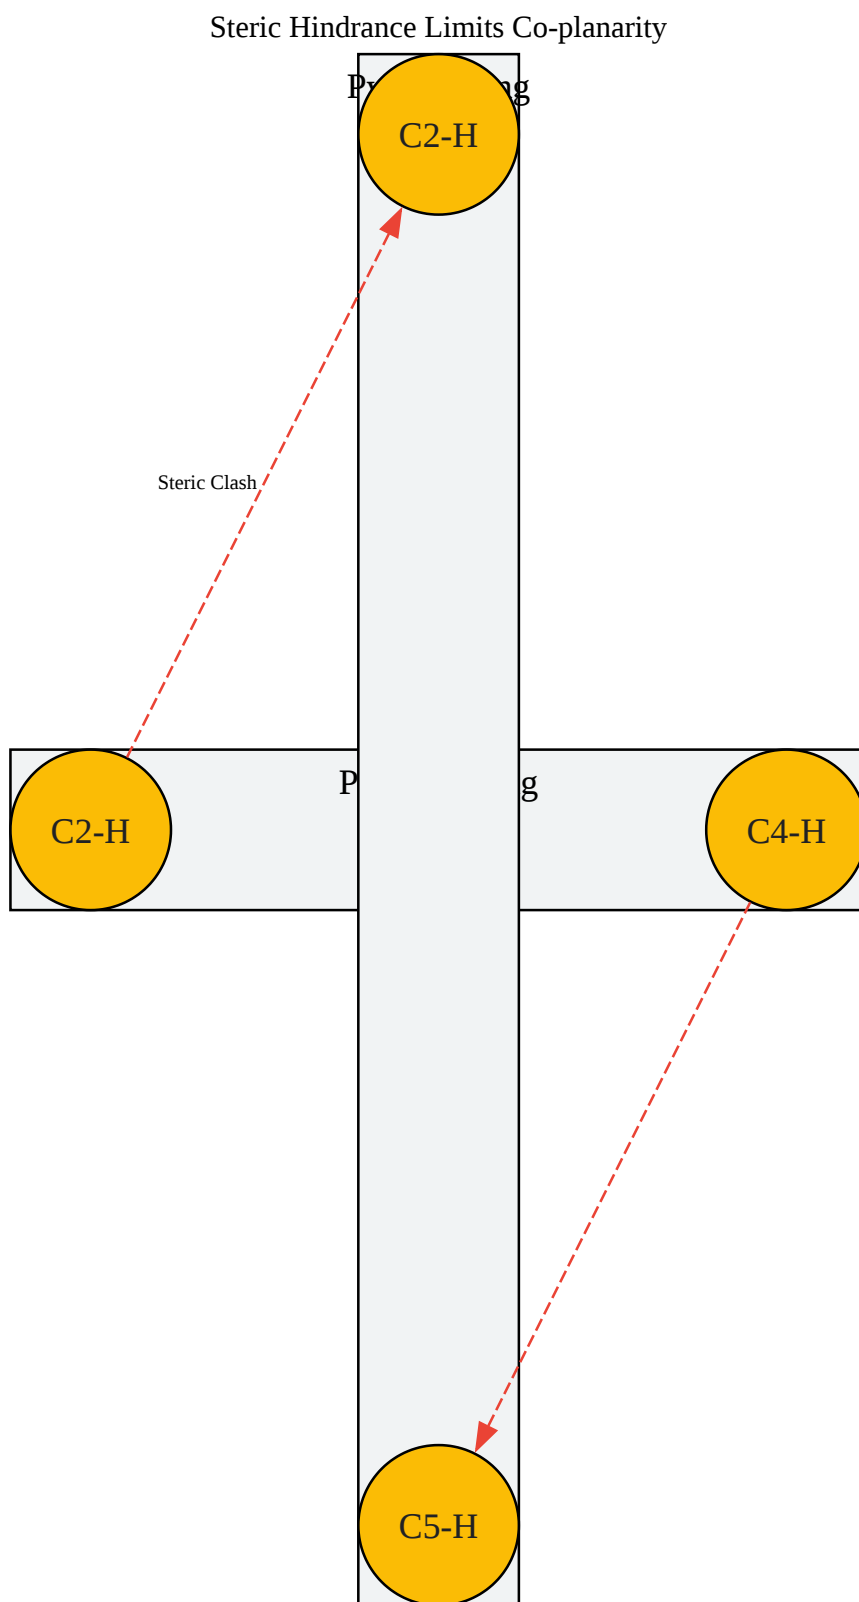 Steric Hindrance Limits Co-planarity
C2-H
Steric Clash
C2-H
C4-H
C5-H